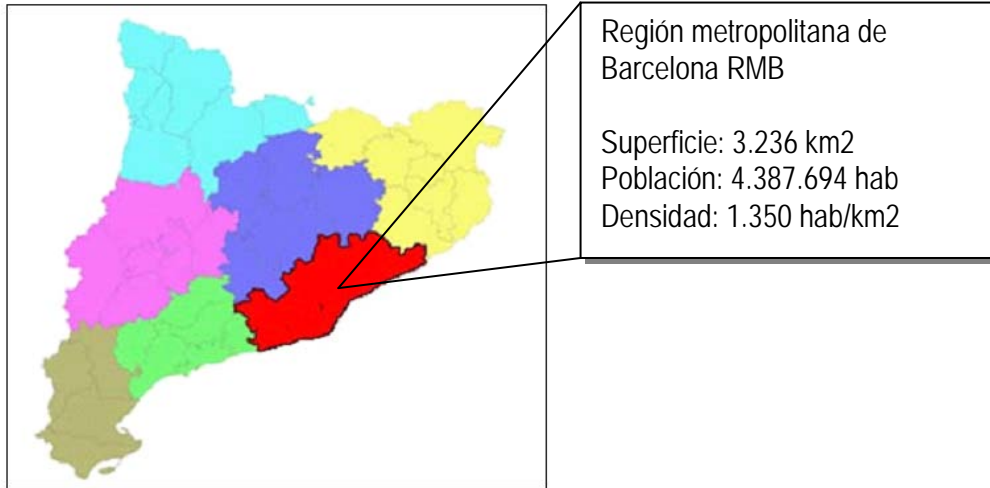 Región metropolitana de
Barcelona RMB
Superficie: 3.236 km2
Población: 4.387.694 hab
Densidad: 1.350 hab/km2